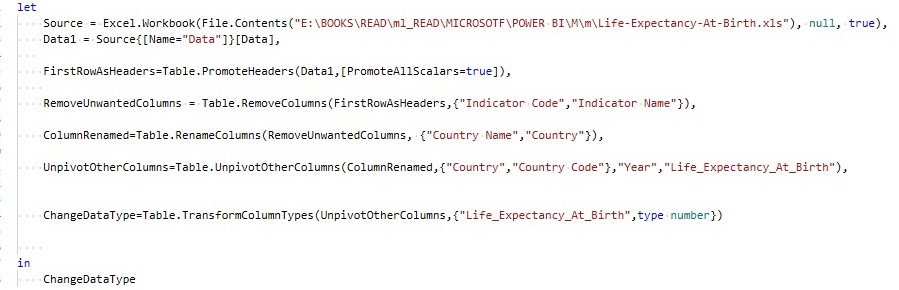 let
Source = Excel.Workbook(File.Contents("E:\BOOKS\READ\ml_READ\MICROSOTF\POWER BI\M\m\Life-Expectancy-At-Birth.xls"), null, true),
Data1 = Source{[Name="Data"]}[Data],
FirstRowAsHeaders=Table.PromoteHeaders(Data1,[PromoteAllScalars=true]),
RemoveUnwantedColumns = Table.RemoveColumns(FirstRowAsHeaders,{"Indicator Code","Indicator Name"}),
ColumnRenamed=Table.RenameColumns(RemoveUnwantedColumns, {"Country Name","Country"}),
UnpivotOtherColumns=Table.UnpivotOtherColumns(ColumnRenamed,{"Country","Country Code"},"Year","Life_Expectancy_At_Birth"),
ChangeDataType=Table.TransformColumnTypes(UnpivotOtherColumns,{"Life_Expectancy_At_Birth",type number})
in
ChangeDataType